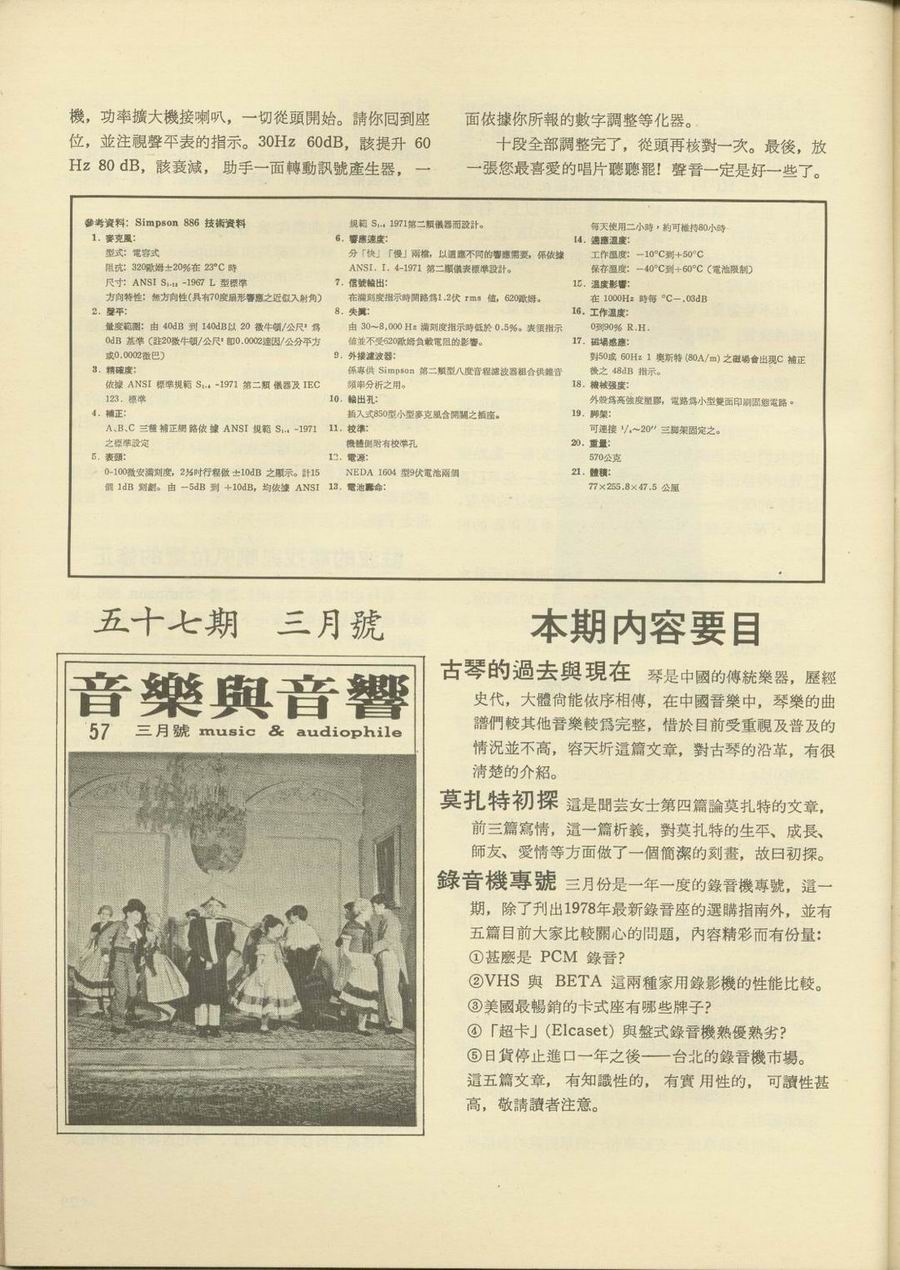 機，功率擴大機接喇叭，一切從頭開始。請你回到座
位，並注視聲平表的指示。30Hz 60dB，該提升 60
Hz 80 dB，該衰減， 助手一面轉動訊號產生器， 一
面依據你所報的數字調整等化器。
十段全部調整完了，從頭再核對一次。最後，放
一張您最喜愛的唱片聽聽罷! 聲音一定是好一些了。
參考資料: Simpson 886 技術資料
1. 麥克風:
型式: 電容式
阻抗: 320歐姆±20%在 23°C 時
尺寸: ANSI S₁.₁₂ -1967 L 型標準
方向特性: 無方向性(具有70度扇形響應之近似入射角)
2. 聲平:
量度範圍: 由 40dB 到 140dB以 20 微牛頓/公尺² 爲
0dB 基準 (註20微牛頓/公尺² 即0.0002達因/公分平方
或0.0002微巴)
3. 精確度:
依據 ANSI 標準規範 S₁.₄ -1971 第二類 儀器及 IEC
123. 標準
4. 補正:
A、B、C 三種補正網路依據 ANSI 規範 S₁.₄ -1971
之標準設定
5. 表頭:
0-100微安滿刻度，2½吋行程做 ±10dB 之顯示。計15
個 1dB 刻劃。由 −5dB 到 +10dB，均依據 ANSI
規範 S₁.₄ 1971第二類儀器而設計。
6. 響應速度:
分「快」「慢」兩檔，以適應不同的響應需要，係依據
ANSI. I. 4-1971 第二類儀表標準設計。
7. 信號輸出:
在滿刻度指示時開路爲1.2伏 rms 值，620歐姆。
8. 失真:
由 30～8,000 Hz 滿刻度指示時低於 0.5%。表頭指示
值並不受620歐姆負載電阻的影響。
9. 外接濾波器:
係專供 Simpson 第二類型八度音程濾波器組合供雜音
頻率分析之用。
10. 輸出孔:
插入式850型小型麥克風含開關之插座。
11. 校準:
機體側附有校準孔
12. 電源:
NEDA 1604 型9伏電池兩個
13. 電池壽命:
每天使用二小時，約可維持80小時
14. 適應溫度:
工作溫度: −10°C到+50°C
保存溫度: −40°C到+60°C（電池限制）
15. 溫度影響:
在 1000Hz 時每 °C−.03dB
16. 工作溫度:
0到90% R.H.
17. 磁場感應:
對50或 60Hz 1 奧斯特 (80A/m) 之磁場會出現C 補正
後之 48dB 指示。
18. 機械强度:
外殼爲高強度塑膠，電路爲小型雙面印刷固態電路。
19. 脚架:
可連接 ¹/₄~20″ 三脚架固定之。
20. 重量:
570公克
21. 體積:
77×255.8×47.5 公厘
五十七期 三月號
音樂與音響
57 三月號 music & audiophile
本期内容要目
古琴的過去與現在 琴是中國的傳統樂器，歷經
史代，大體尙能依序相傳，在中國音樂中，琴樂的曲
譜們較其他音樂較爲完整，惜於目前受重視及普及的
情況並不高，容天圻這篇文章，對古琴的沿革，有很
淸楚的介紹。
莫扎特初探 這是聞芸女士第四篇論莫扎特的文章，
前三篇寫情，這一篇析義，對莫扎特的生平、成長、
師友、愛情等方面做了一個簡潔的刻畫，故曰初探。
錄音機專號 三月份是一年一度的錄音機專號，這一
期，除了刋出1978年最新錄音座的選購指南外，並有
五篇目前大家比較關心的問題，內容精彩而有份量:
①甚麽是 PCM 錄音?
②VHS 與 BETA 這兩種家用錄影機的性能比較。
③美國最暢銷的卡式座有哪些牌子?
④「超卡」(Elcaset) 與盤式錄音機熟優熟劣?
⑤日貨停止進口一年之後——台北的錄音機市場。
這五篇文章， 有知識性的， 有實 用性的， 可讀性甚
高，敬請讀者注意。